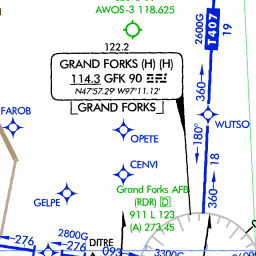 AWOS-3 118.625
122.2
GRAND FORKS (H) (H)
114.3 GFK 90
N47°57.29 W97°11.12'
GRAND FORKS
2600G
T407
19
360
WUTSO
FAROB
OPETE
180°
CENVI
360
18
Grand Forks AFB
(RDR) D
911 L 123
(A) 273.45
GELPE
2800G
276
276
DITRE
093
3300G